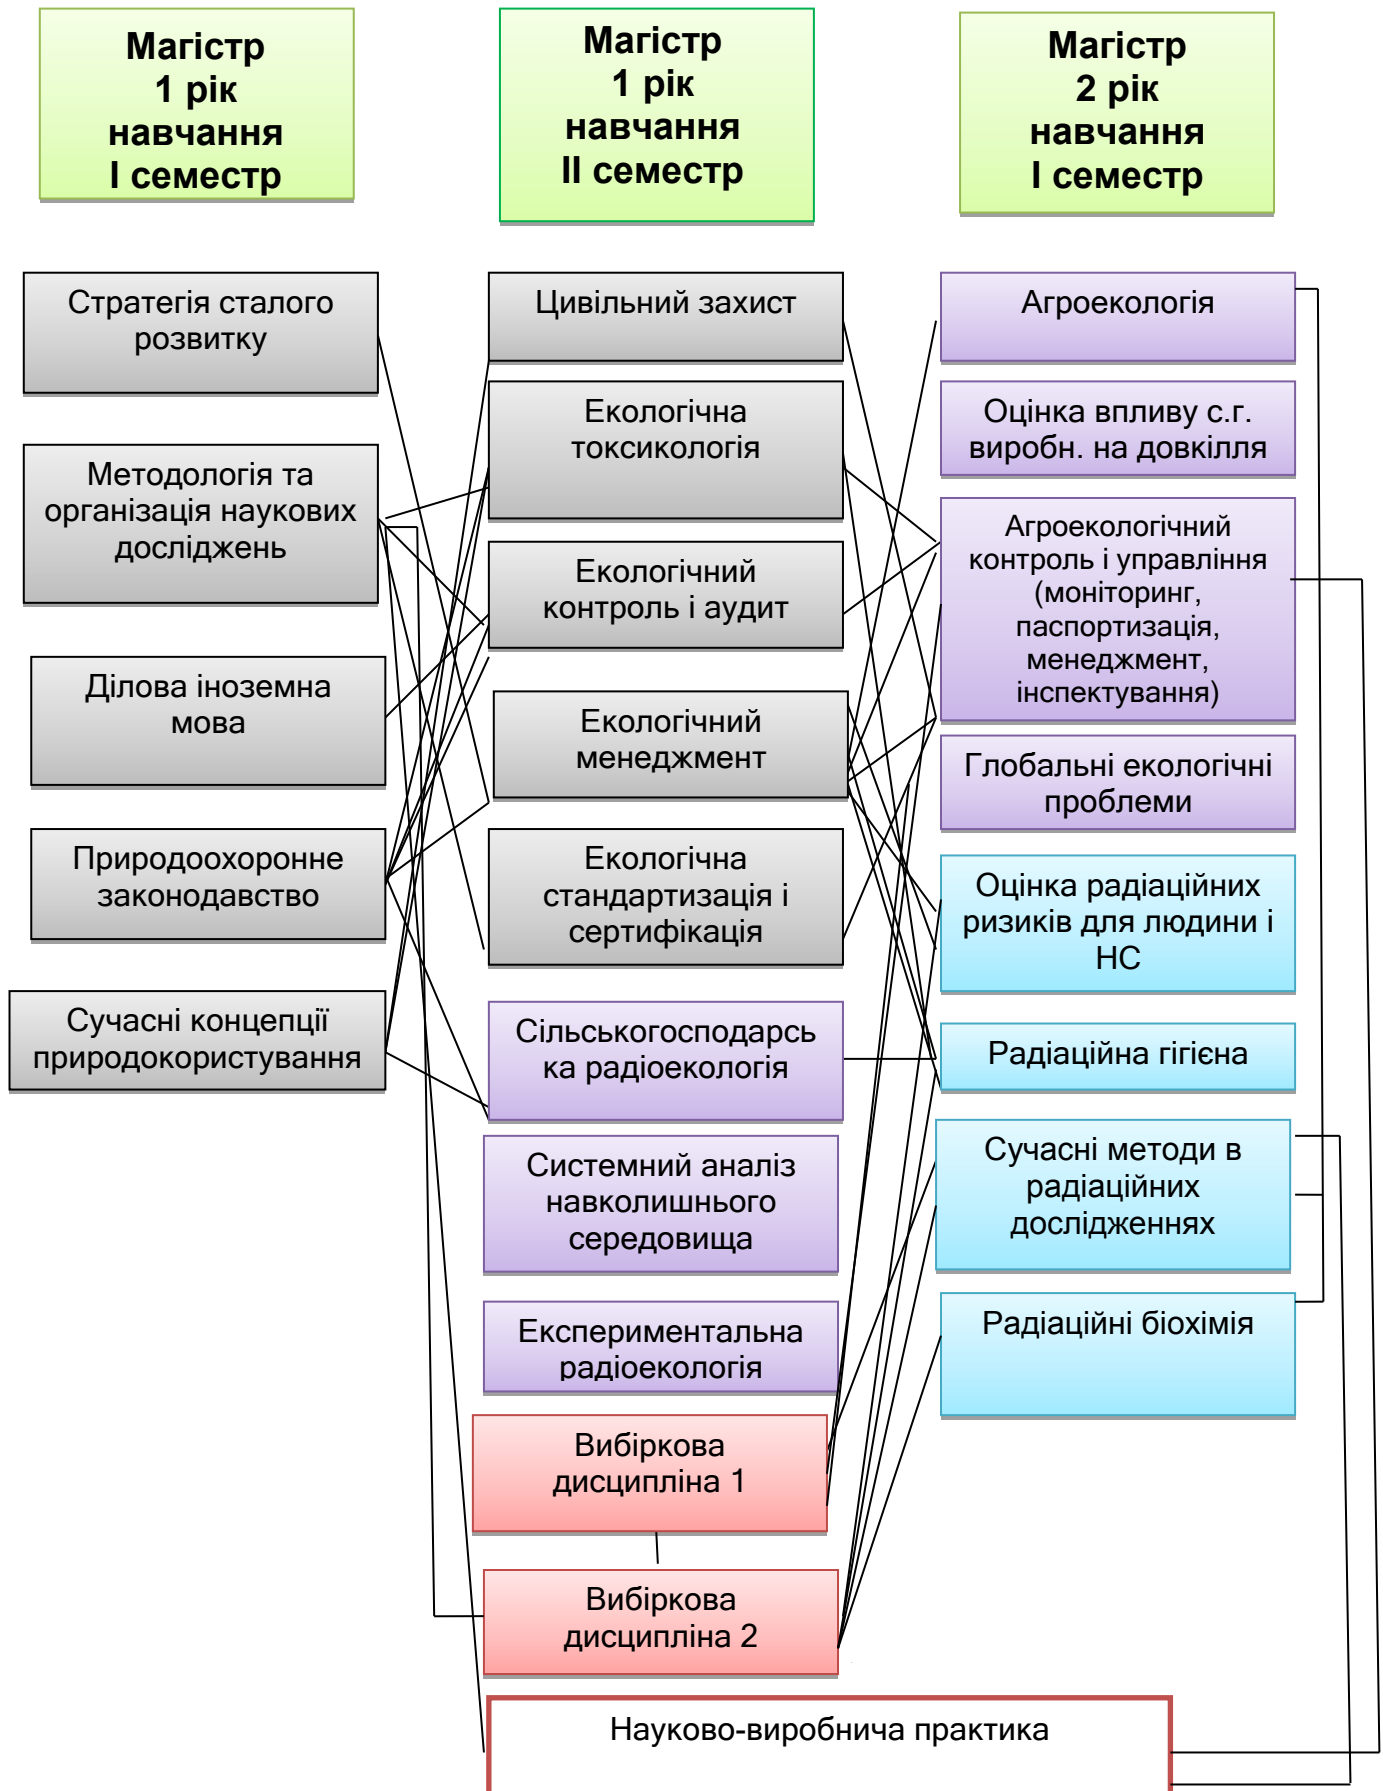 Магістр
1 рік
навчання
І семестр
Магістр
1 рік
навчання
ІІ семестр
Магістр
2 рік
навчання
І семестр
Стратегія сталого
розвитку
Методологія та
організація наукових
досліджень
Ділова іноземна
мова
Природоохоронне
законодавство
Сучасні концепції
природокористування
Цивільний захист
Екологічна
токсикологія
Екологічний
контроль і аудит
Екологічний
менеджмент
Екологічна
стандартизація і
сертифікація
Сільськогосподарсь
ка радіоекологія
Системний аналіз
навколишнього
середовища
Експериментальна
радіоекологія
Вибіркова
дисципліна 1
Вибіркова
дисципліна 2
Агроекологія
Оцінка впливу с.г.
виробн. на довкілля
Агроекологічний
контроль і управління
(моніторинг,
паспортизація,
менеджмент,
інспектування)
Глобальні екологічні
проблеми
Оцінка радіаційних
ризиків для людини і
НС
Радіаційна гігієна
Сучасні методи в
радіаційних
дослідженнях
Радіаційні біохімія
Науково-виробнича практика